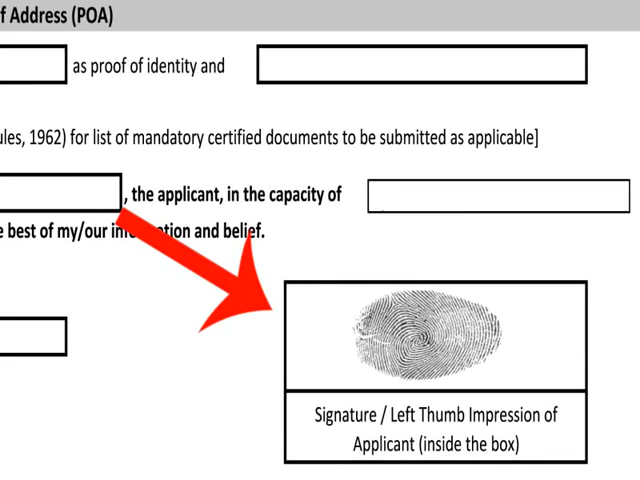 f Address (POA)
as proof of identity and
ules, 1962) for list of mandatory certified documents to be submitted as applicable]
, the applicant, in the capacity of
e best of my/our information and belief.
Signature / Left Thumb Impression of
Applicant (inside the box)